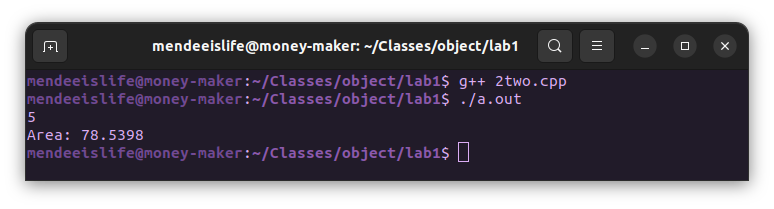 mendeeislife@money-maker: ~/Classes/object/lab1
mendeeislife@money-maker:~/Classes/object/lab1$ g++ 2two.cpp
mendeeislife@money-maker:~/Classes/object/lab1$ ./a.out
5
Area: 78.5398
mendeeislife@money-maker:~/Classes/object/lab1$